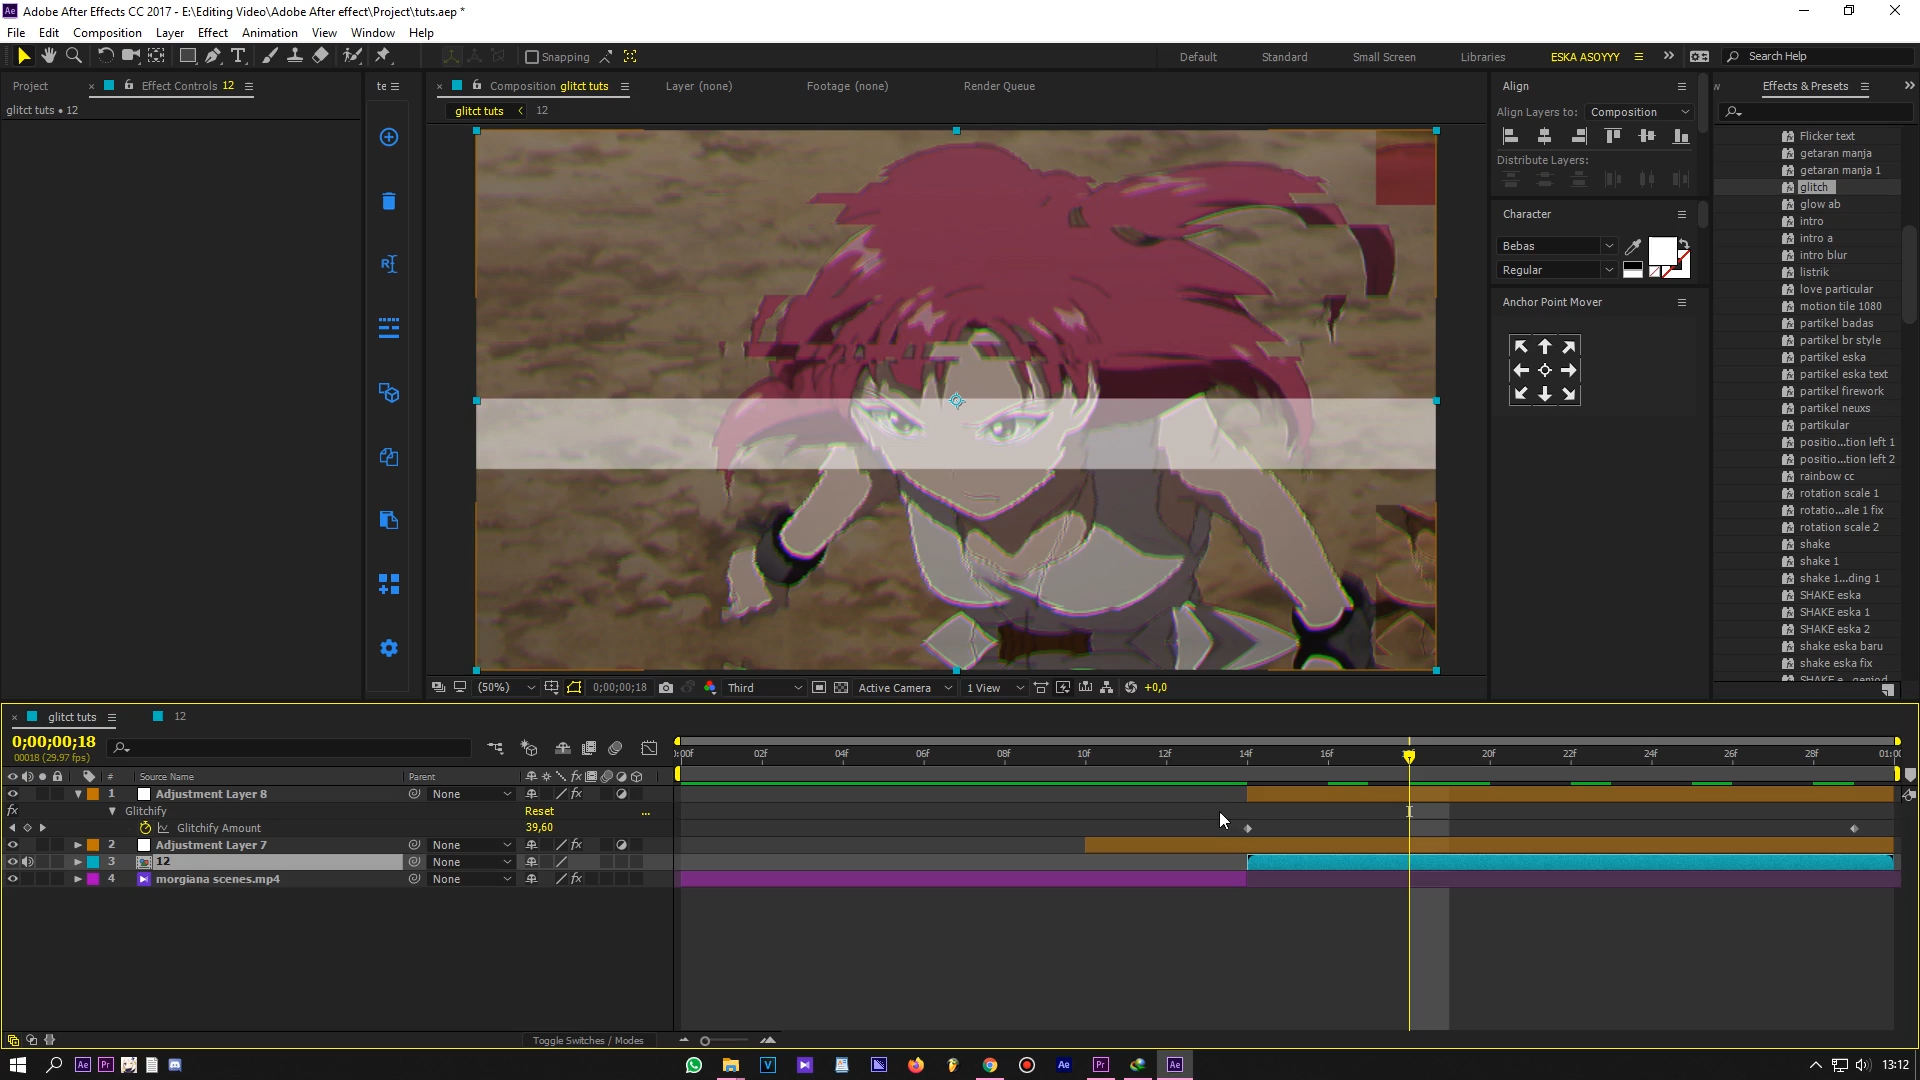 Adobe After Effects CC 2017 - E:\Editing Video\Adobe After effect\Project\tuts.aep *
File Edit Composition Layer Effect Animation View Window Help
Snapping
Default Standard Small Screen Libraries ESKA ASOYYY Search Help
Project Effect Controls 12
te
Composition glitct tuts
Layer (none) Footage (none) Render Queue
Align
Effects & Presets
glitct tuts • 12
glitct tuts 12
Align Layers to: Composition
Distribute Layers:
Character
Bebas
Regular
Anchor Point Mover
Flicker text
getaran manja
getaran manja 1
glitch
glow ab
intro
intro a
intro blur
listrik
love particular
motion tile 1080
partikel badas
partikel br style
partikel eska
partikel eska text
partikel firework
partikel neuxs
partikular
positio...tion left 1
positio...tion left 2
rainbow cc
rotation scale 1
rotatio...ale 1 fix
rotation scale 2
shake
shake 1
shake 1...ding 1
SHAKE eska
SHAKE eska 1
SHAKE eska 2
shake eska baru
shake eska fix
(50%) 0;00;00;18 Third Active Camera 1 View +0,0
glitct tuts 12
0;00;00;18
00018 (29.97 fps)
:00F 02f 04f 06f 08f 10f 12f 14f 16f 20f 22f 24f 26f 28f 01:0
# Source Name Parent
1 Adjustment Layer 8 None
fx Glitchify Reset ...
Glitchify Amount 39,60
2 Adjustment Layer 7 None
3 12 None
4 morgiana scenes.mp4 None
Toggle Switches / Modes
13:12